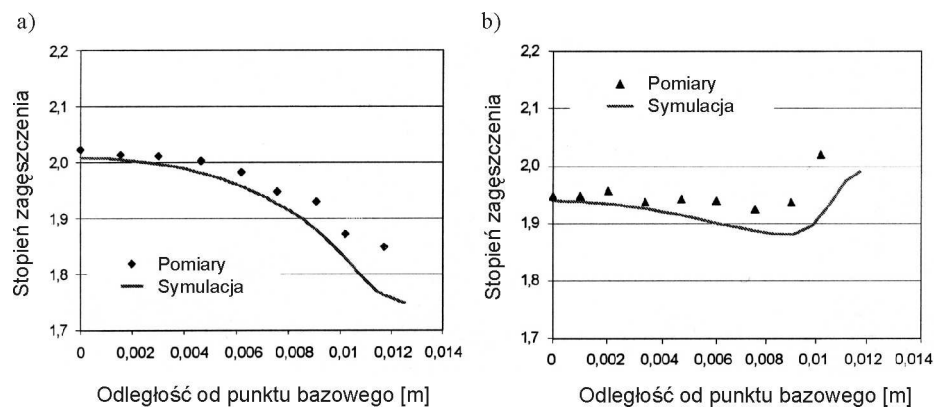 a)
2,2
2,1
2,0
1,9
1,8
1,7
Stopień zagęszczenia
Pomiary
Symulacja
0 0,002 0,004 0,006 0,008 0,01 0,012 0,014
Odległość od punktu bazowego [m]
b)
2,2
2,1
2,0
1,9
1,8
1,7
Stopień zagęszczenia
Pomiary
Symulacja
0 0,002 0,004 0,006 0,008 0,01 0,012 0,014
Odległość od punktu bazowego [m]